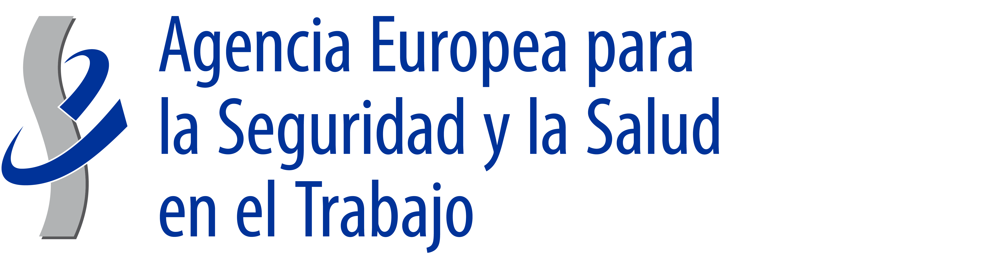 Agencia Europea para
la Seguridad y la Salud
en el Trabajo